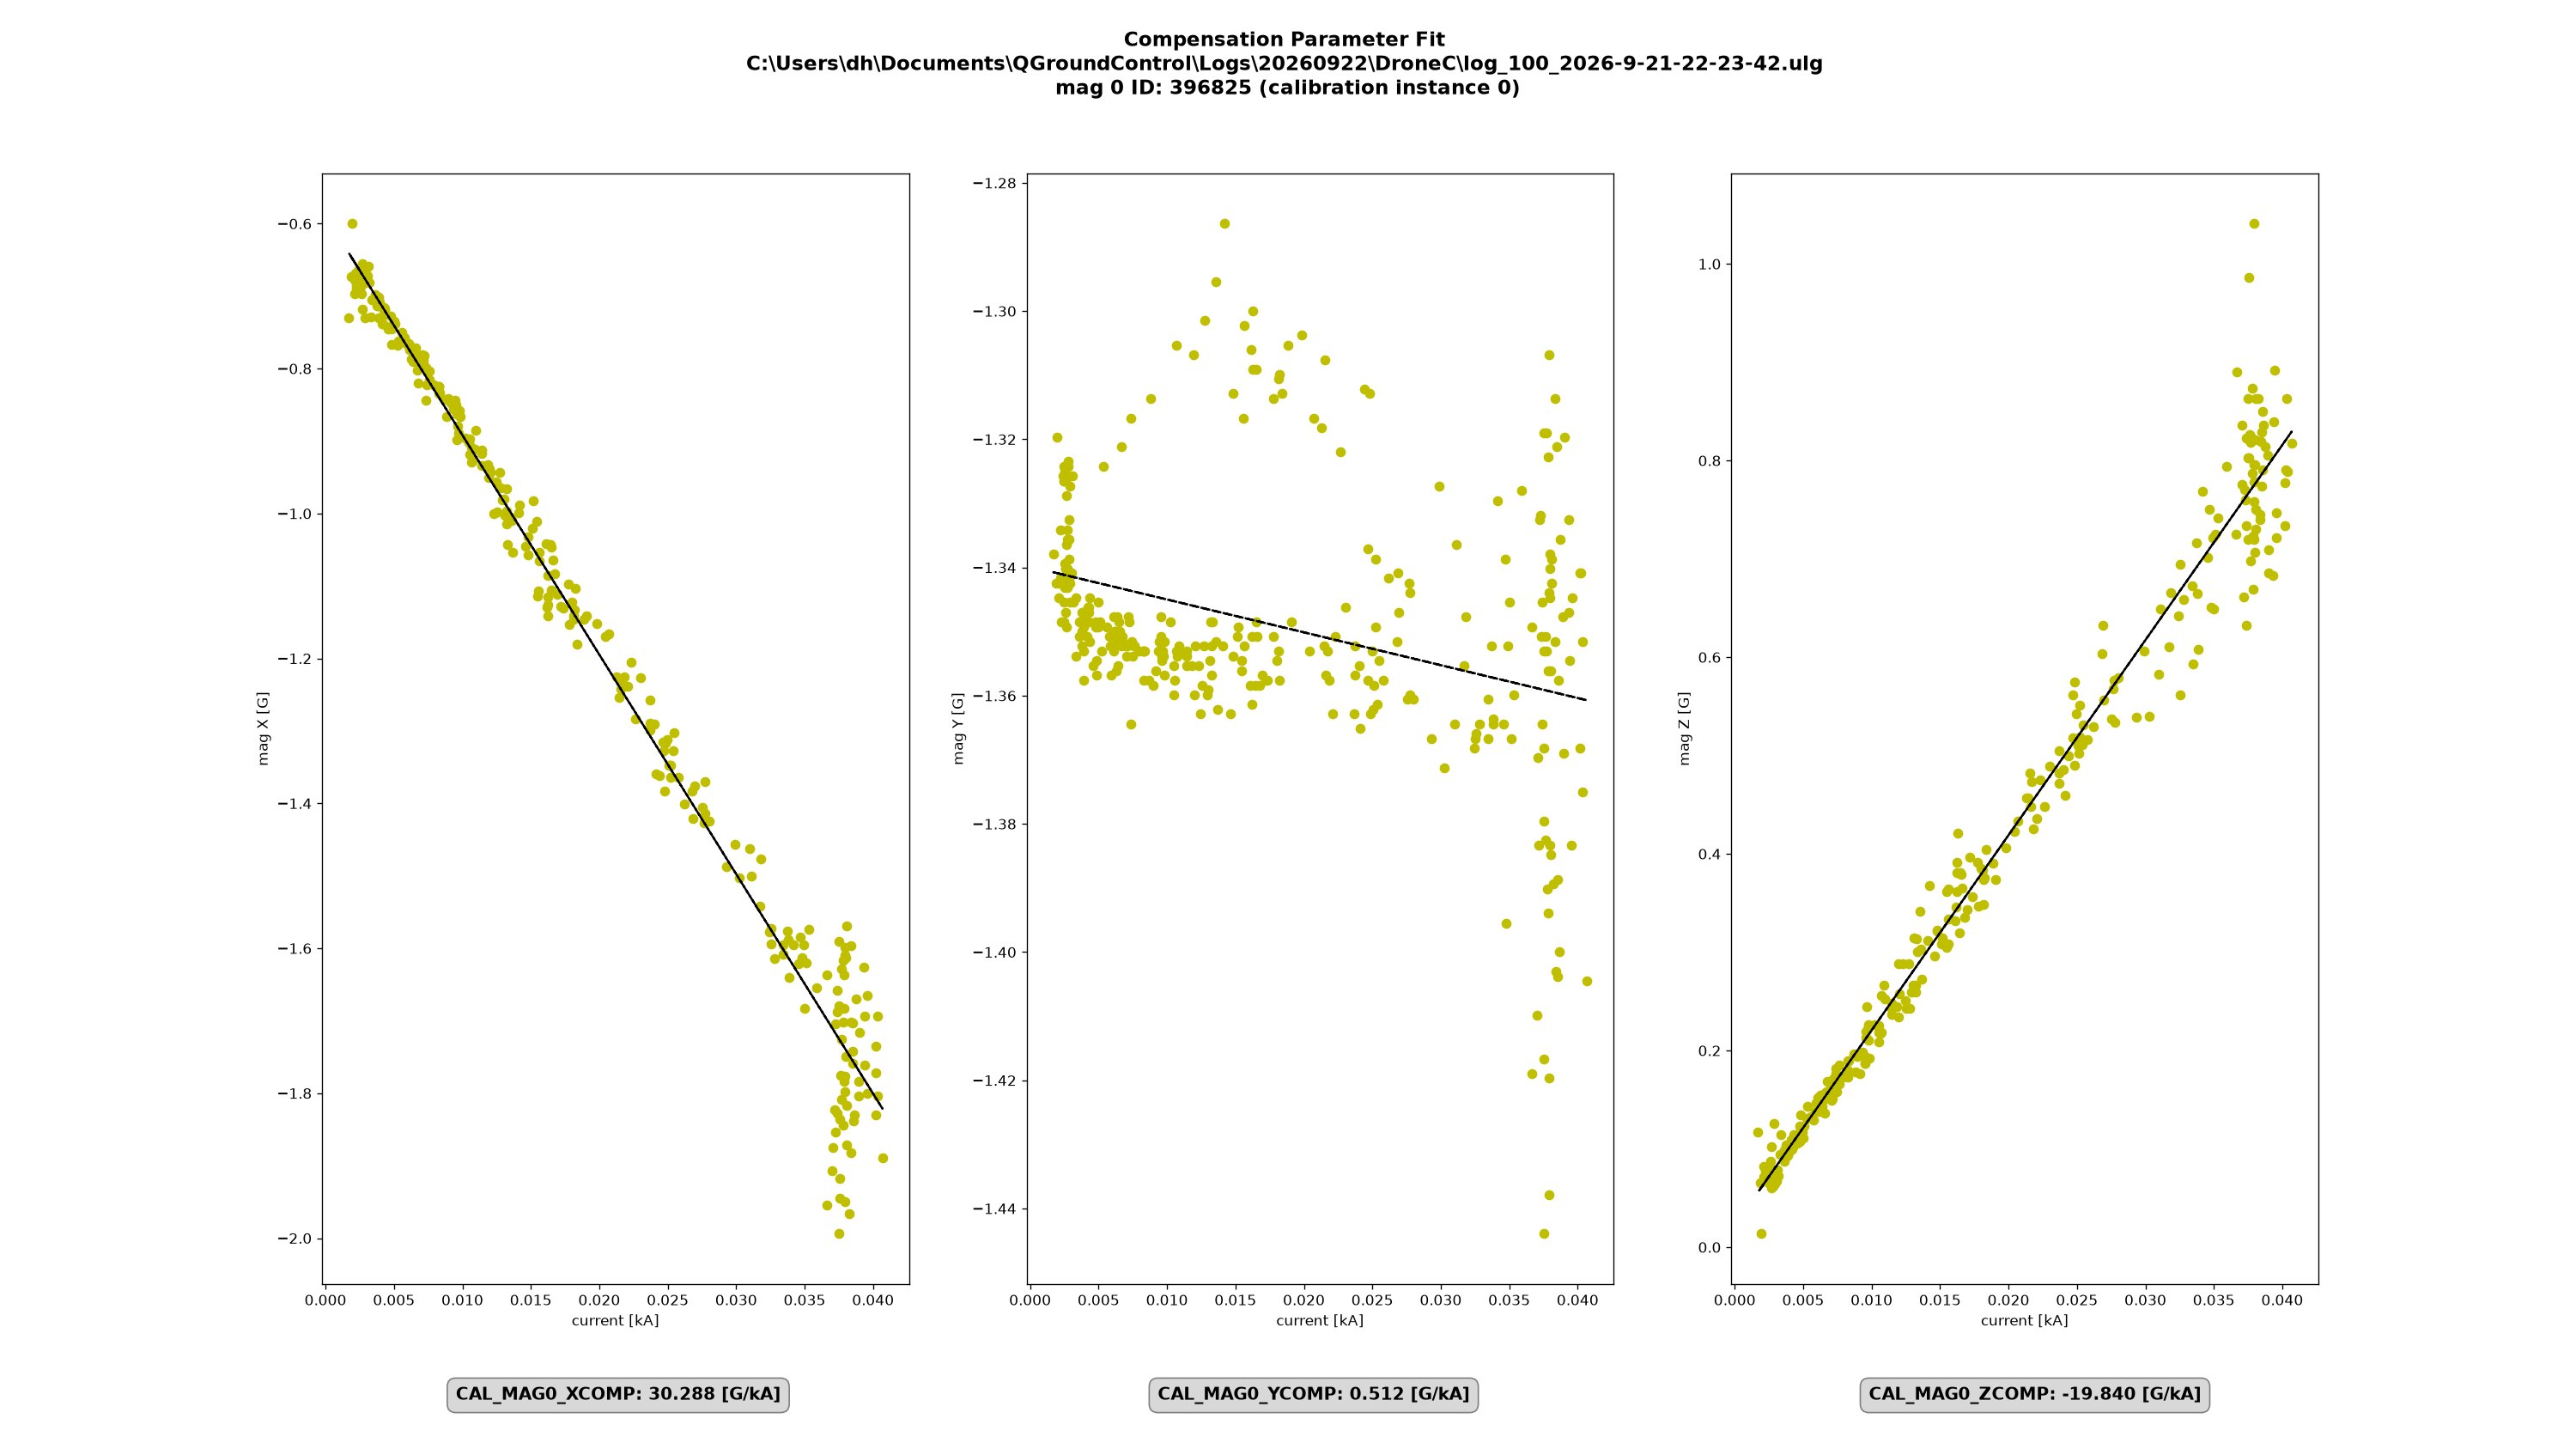 Compensation Parameter Fit
C:\Users\dh\Documents\QGroundControl\Logs\20260922\DroneC\log_100_2026-9-21-22-23-42.ulg
mag 0 ID: 396825 (calibration instance 0)
−0.6
−0.8
−1.0
−1.2
−1.4
−1.6
−1.8
−2.0
mag X [G]
0.000 0.005 0.010 0.015 0.020 0.025 0.030 0.035 0.040
current [kA]
CAL_MAG0_XCOMP: 30.288 [G/kA]
−1.28
−1.30
−1.32
−1.34
−1.36
−1.38
−1.40
−1.42
−1.44
mag Y [G]
0.000 0.005 0.010 0.015 0.020 0.025 0.030 0.035 0.040
current [kA]
CAL_MAG0_YCOMP: 0.512 [G/kA]
1.0
0.8
0.6
0.4
0.2
0.0
mag Z [G]
0.000 0.005 0.010 0.015 0.020 0.025 0.030 0.035 0.040
current [kA]
CAL_MAG0_ZCOMP: -19.840 [G/kA]